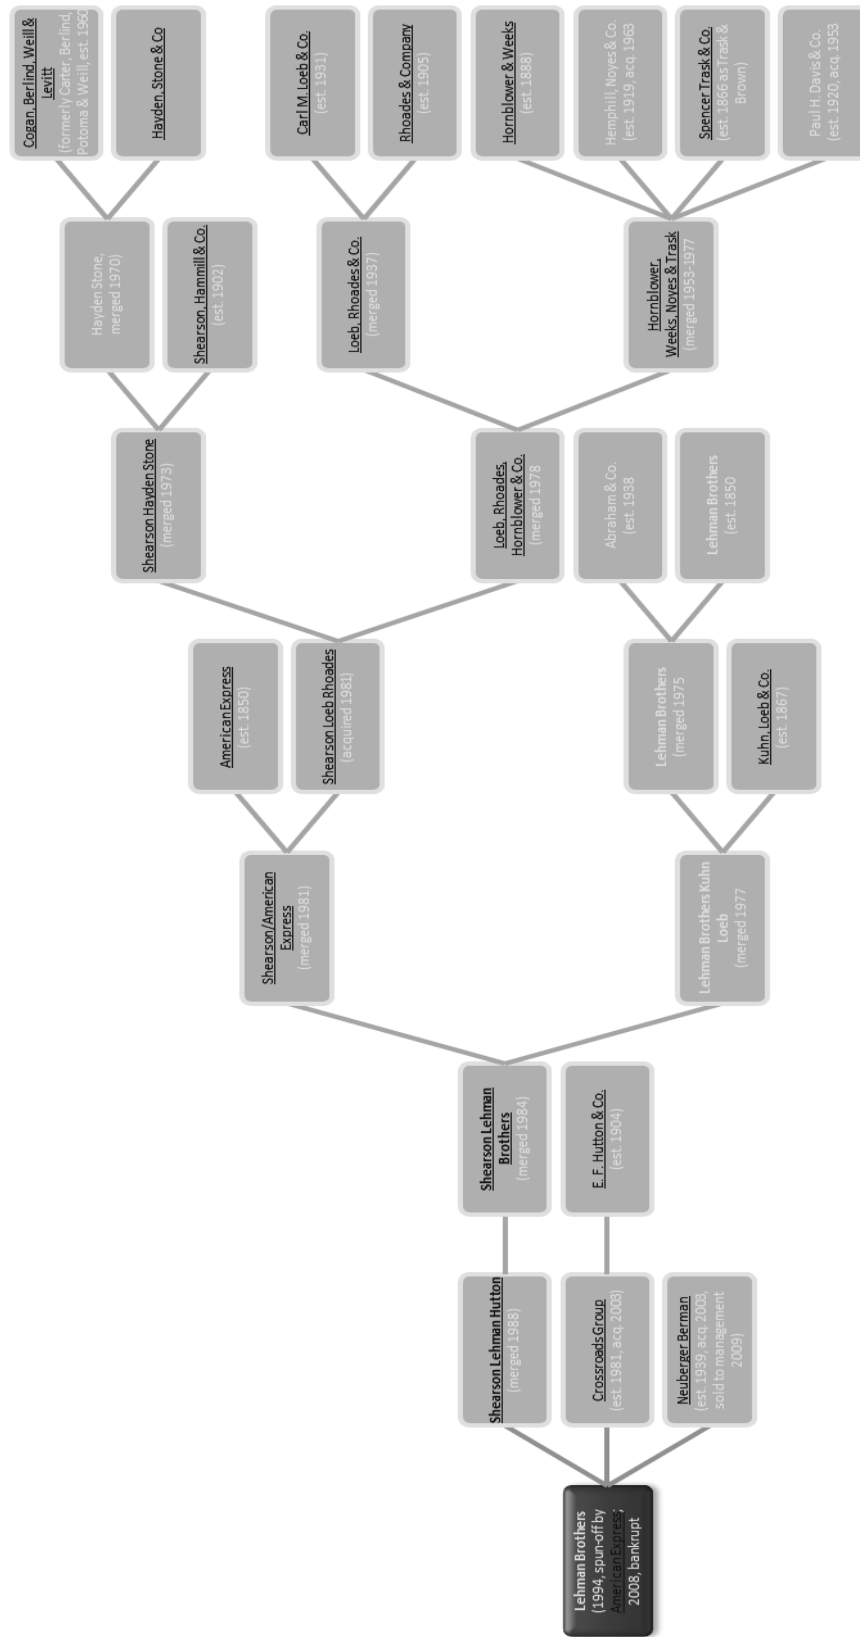 Lehman Brothers
(1994, spun-off by
American Express;
2008, bankrupt
Shearson Lehman Hutton
(merged 1988)
Crossroads Group
(est. 1981, acq. 2003)
Neuberger Berman
(est. 1939, acq. 2003,
sold to management
2009)
Shearson Lehman
Brothers
(merged 1984)
E. F. Hutton & Co.
(est. 1904)
Shearson/American
Express
(merged 1981)
Lehman Brothers Kuhn
Loeb
(merged 1977
American Express
(est. 1850)
Shearson Loeb Rhoades
(acquired 1981)
Lehman Brothers
(merged 1975
Kuhn, Loeb & Co.
(est. 1867)
Shearson Hayden Stone
(merged 1973)
Loeb, Rhoades,
Hornblower & Co.
(merged 1978
Abraham & Co.
(est. 1938
Lehman Brothers
(est. 1850
Hayden Stone,
merged 1970)
Shearson, Hammill & Co.
(est. 1902)
Loeb, Rhoades & Co.
(merged 1937)
Hornblower,
Weeks, Noyes & Trask
(merged 1953-1977
Cogan, Berlind, Weill &
Levitt
(formerly Carter, Berlind,
Potoma & Weill, est. 1960
Hayden, Stone & Co
Carl M. Loeb & Co.
(est. 1931)
Rhoades & Company
(est. 1905)
Hornblower & Weeks
(est. 1888)
Hemphill, Noyes & Co.
(est. 1919, acq. 1963
Spencer Trask & Co.
(est. 1866 as Trask &
Brown)
Paul H. Davis & Co.
(est. 1920, acq. 1953